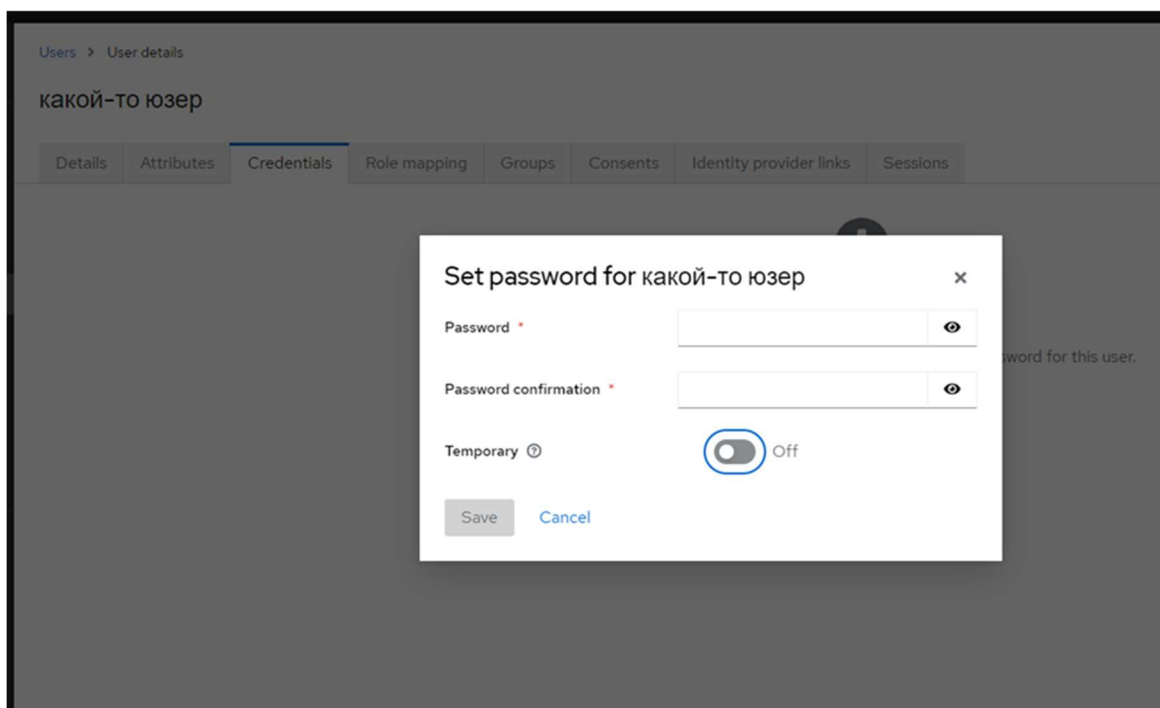 Users > User details
какой-то юзер
Details Attributes Credentials Role mapping Groups Consents Identity provider links Sessions
Set password for какой-то юзер ×
Password *
sword for this user.
Password confirmation *
Temporary ? Off
Save Cancel